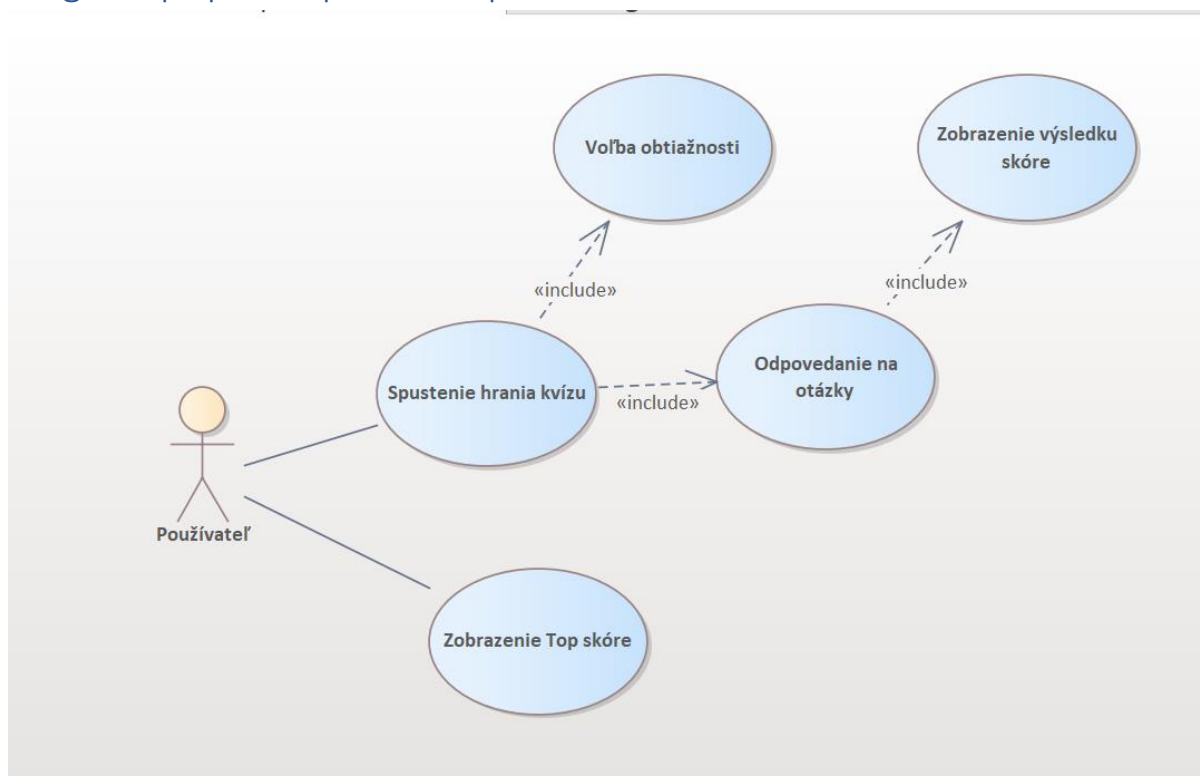 Voľba obtiažnosti
Zobrazenie výsledku
skóre
«include»
«include»
Spustenie hrania kvízu
«include»
Odpovedanie na
otázky
Používateľ
Zobrazenie Top skóre